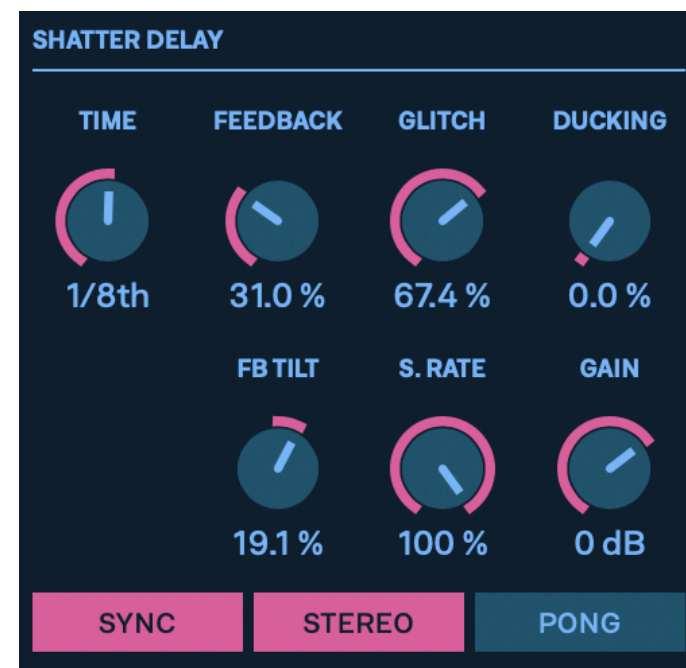 SHATTER DELAY
TIME FEEDBACK GLITCH DUCKING
1/8th 31.0 % 67.4 % 0.0 %
FB TILT S. RATE GAIN
19.1 % 100 % 0 dB
SYNC STEREO PONG